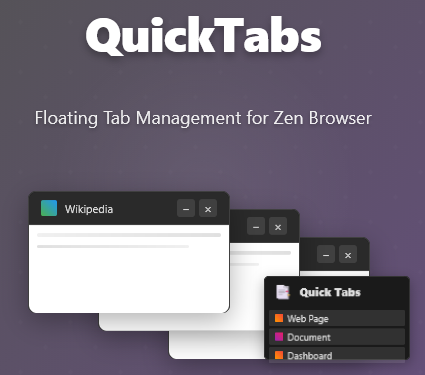 QuickTabs
Floating Tab Management for Zen Browser
Wikipedia
Quick Tabs
Web Page
Document
Dashboard